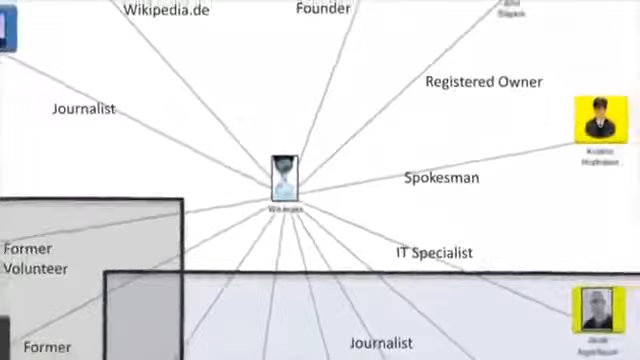 Wikipedia.de
Founder
Registered Owner
Journalist
Spokesman
Former
Volunteer
IT Specialist
Journalist
Former